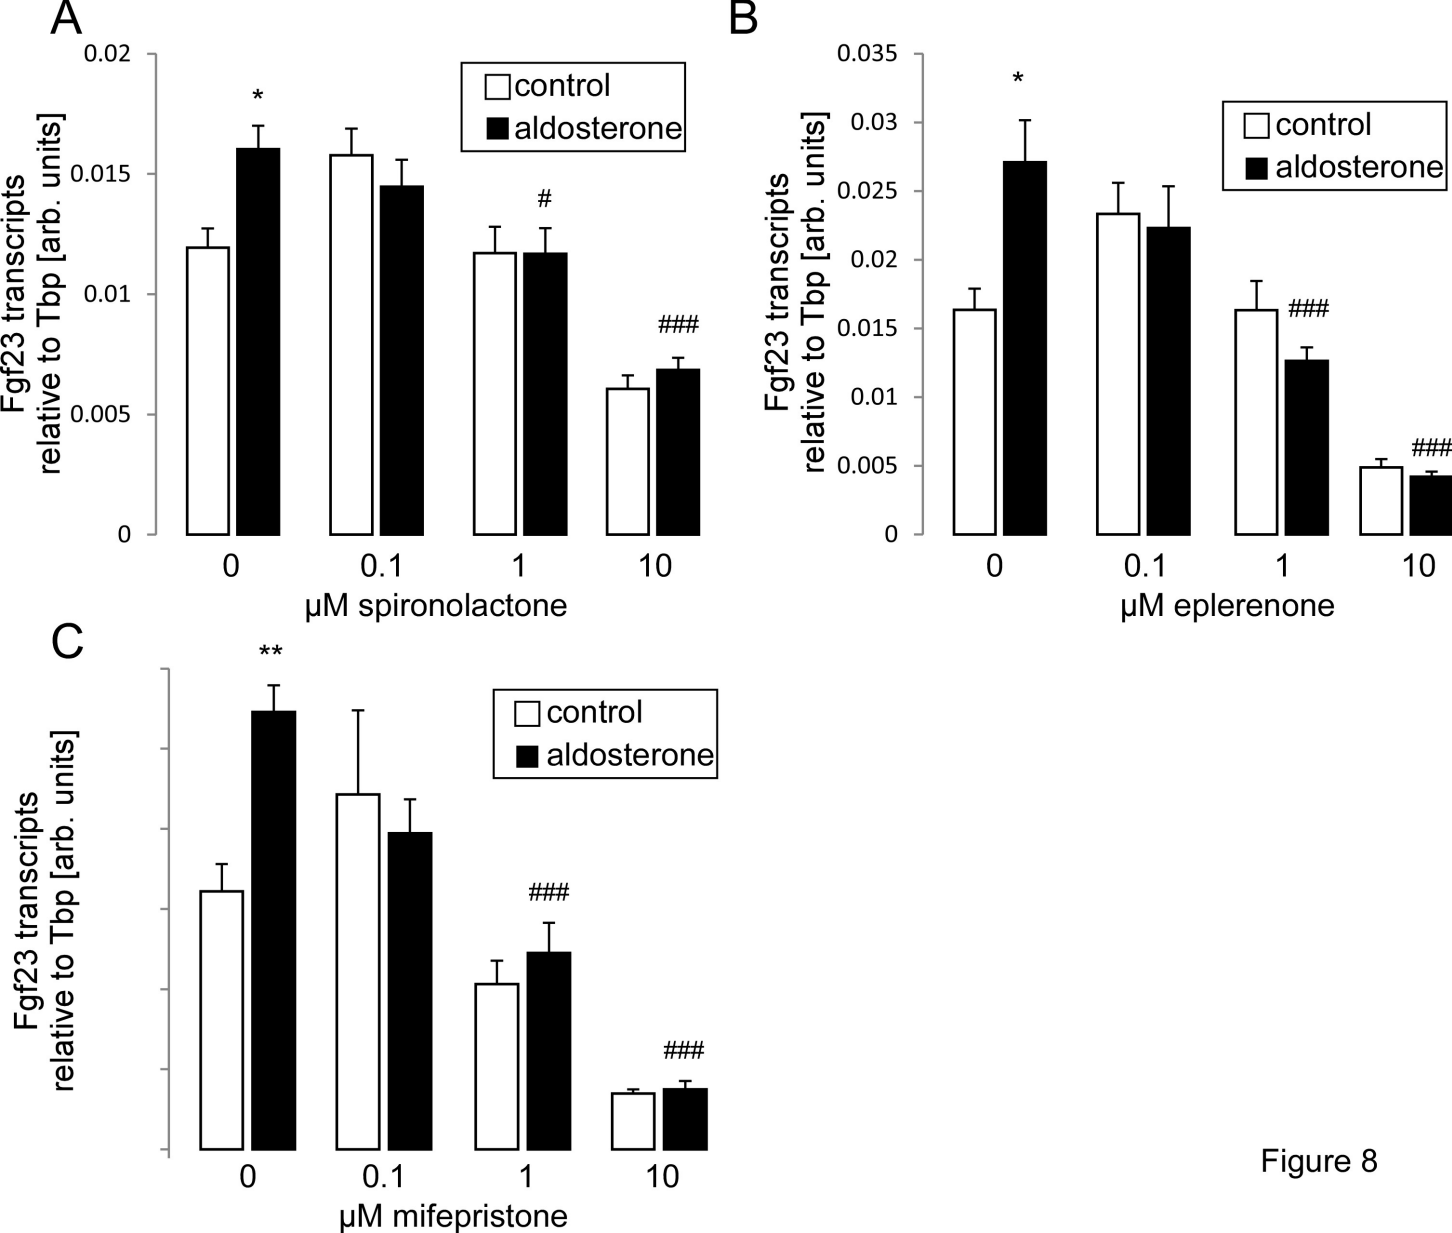 A
0.02
0.015
0.01
0.005
0
Fgf23 transcripts
relative to Tbp [arb. units]
control
aldosterone
*
#
###
0 0.1 1 10
µM spironolactone
B
0.035
0.03
0.025
0.02
0.015
0.01
0.005
0
Fgf23 transcripts
relative to Tbp [arb. units]
control
aldosterone
*
###
###
0 0.1 1 10
µM eplerenone
C
Fgf23 transcripts
relative to Tbp [arb. units]
control
aldosterone
**
###
###
0 0.1 1 10
µM mifepristone
Figure 8